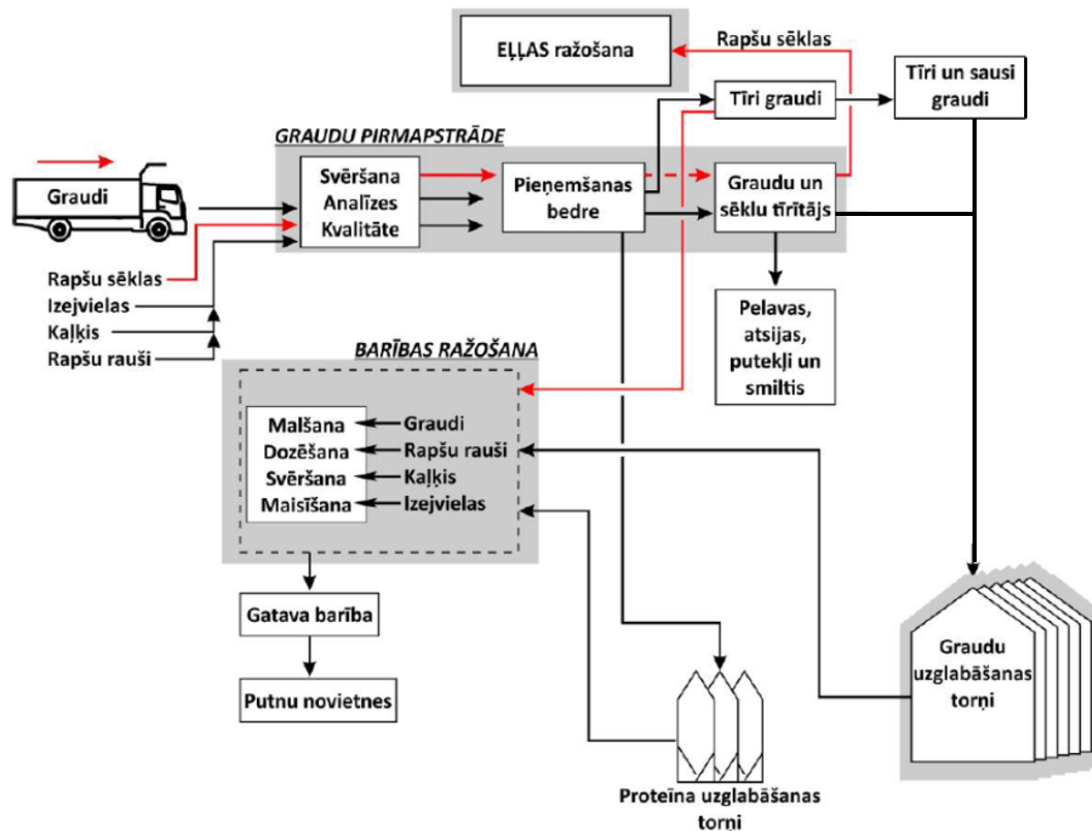 EĻĻAS ražošana
Rapšu sēklas
Tīri graudi
Tīri un sausi
graudi
GRAUDU PIRMAPSTRĀDE
Graudi
Svēršana
Analīzes
Kvalitāte
Pieņemšanas
bedre
Graudu un
sēklu tīrītājs
Rapšu sēklas
Izejvielas
Kaļķis
Rapšu rauši
Pelavas,
atsijas,
putekļi un
smiltis
BARĪBAS RAŽOŠANA
Malšana
Dozēšana
Svēršana
Maisīšana
Graudi
Rapšu rauši
Kaļķis
Izejvielas
Gatava barība
Putnu novietnes
Graudu
uzglabāšanas
torņi
Proteīna uzglabāšanas
torņi